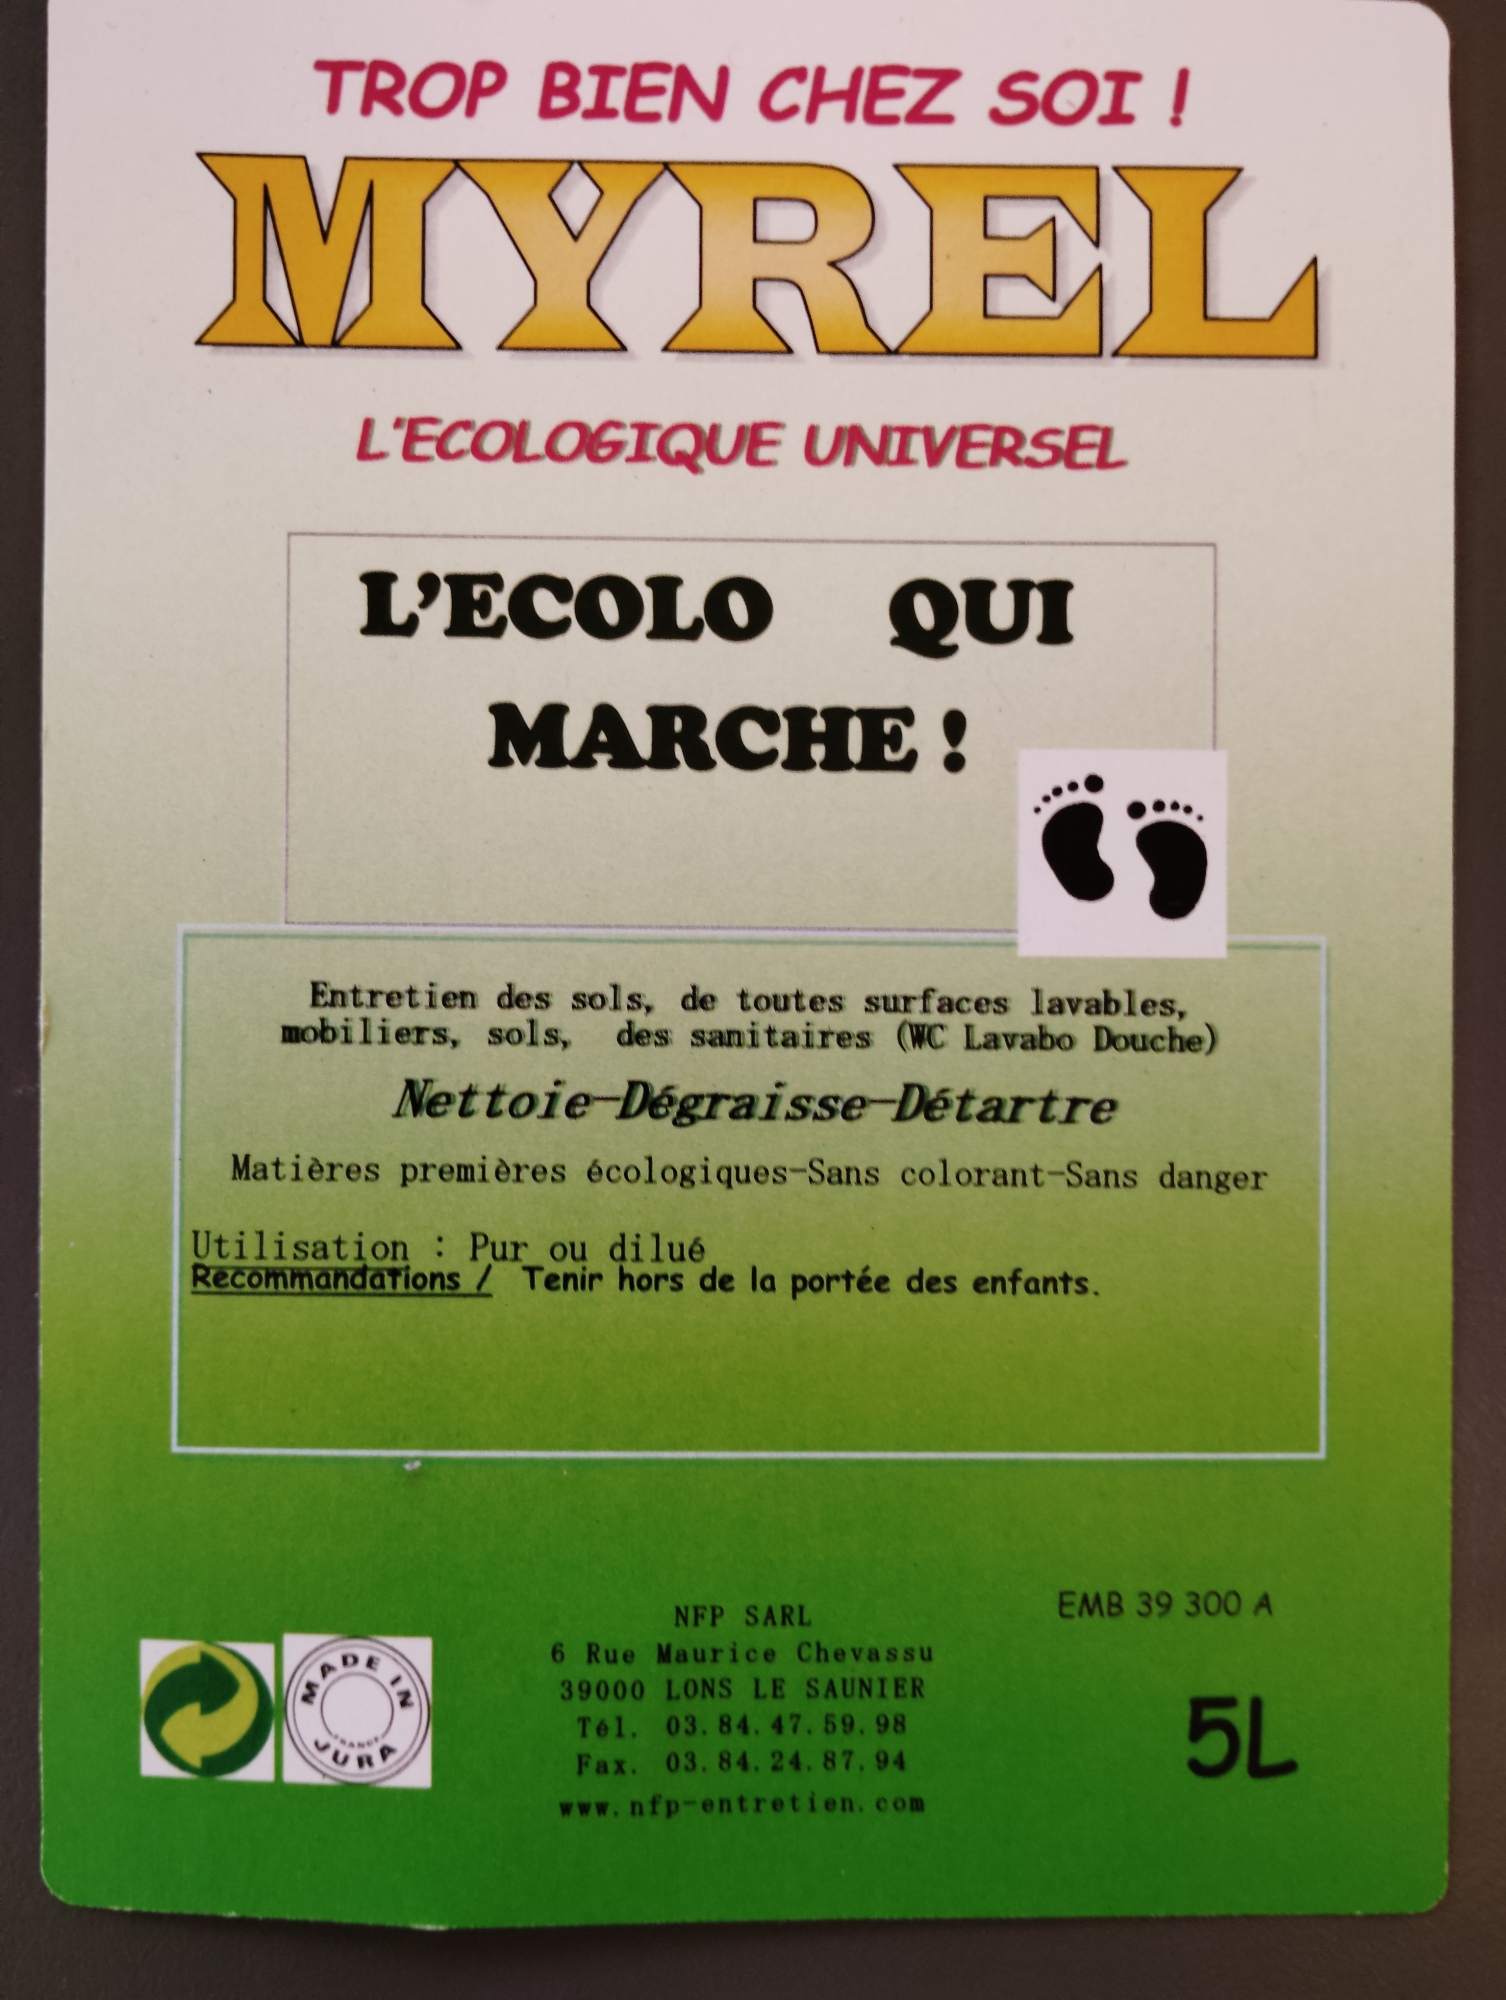 TROP BIEN CHEZ SOI !
MYREL
L'ECOLOGIQUE UNIVERSEL
L'ECOLO QUI
MARCHE !
Entretien des sols, de toutes surfaces lavables,
mobiliers, sols, des sanitaires (WC Lavabo Douche)
Nettoie-Dégraisse-Détartre
Matières premières écologiques-Sans colorant-Sans danger
Utilisation : Pur ou dilué
Recommandations / Tenir hors de la portée des enfants.
MADE IN
FRANCE
JURA
NFP SARL
6 Rue Maurice Chevassu
39000 LONS LE SAUNIER
Tél. 03.84.47.59.98
Fax. 03.84.24.87.94
www.nfp-entretien.com
EMB 39 300 A
5L